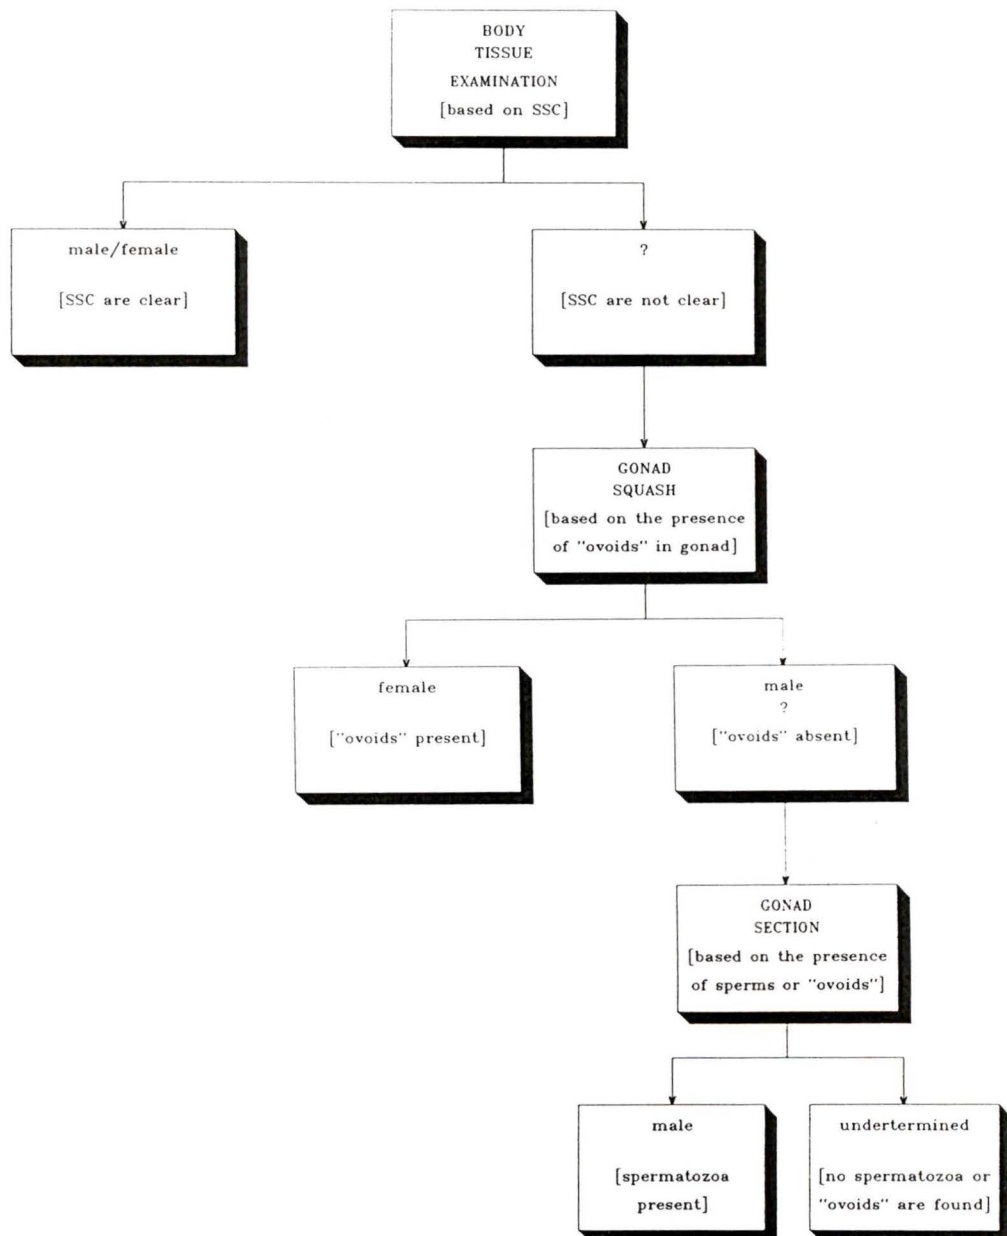 BODY
TISSUE
EXAMINATION
[based on SSC]
male/female
[SSC are clear]
?
[SSC are not clear]
GONAD
SQUASH
[based on the presence
of "ovoids" in gonad]
female
["ovoids" present]
male
?
["ovoids" absent]
GONAD
SECTION
[based on the presence
of sperms or "ovoids"]
male
[spermatozoa
present]
undertermined
[no spermatozoa or
"ovoids" are found]